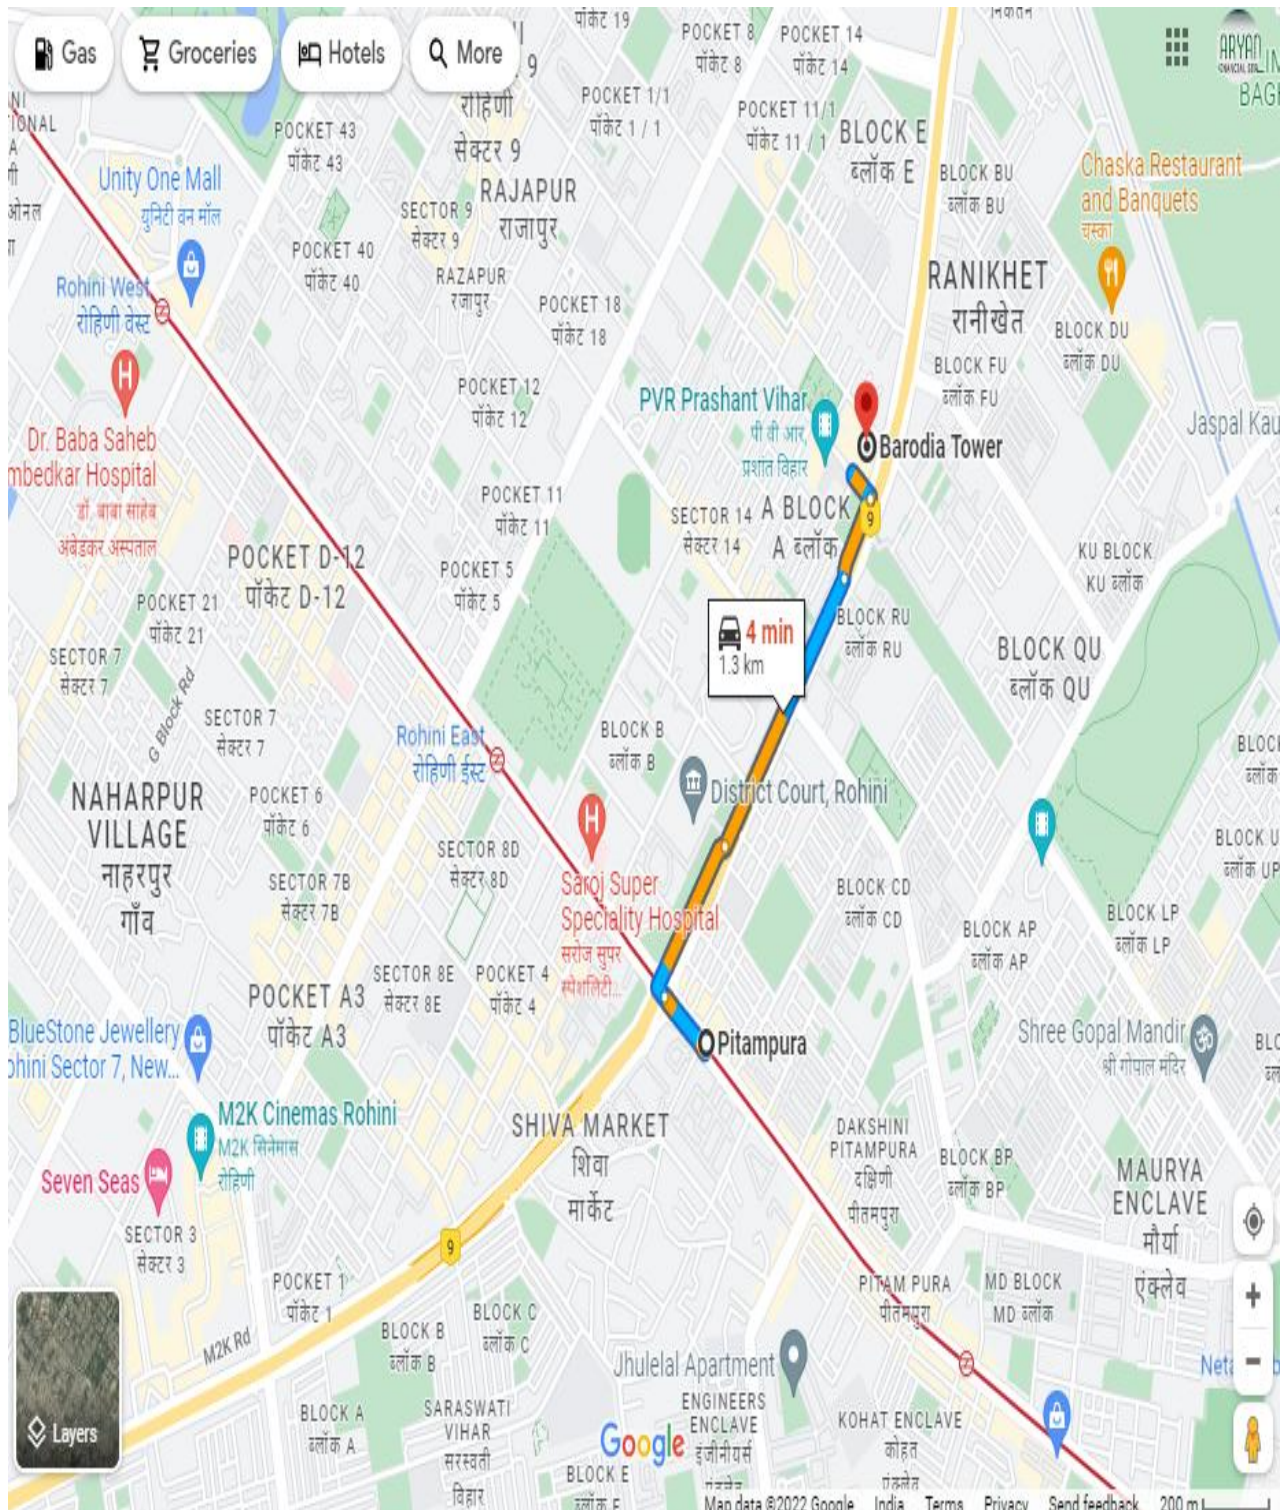 Gas
Groceries
Hotels
More
पॉकेट 19
POCKET 8
पॉकेट 8
POCKET 14
पॉकेट 14
ARYAN
BAGH
9
रोहिणी
सेक्टर 9
POCKET 1/1
पॉकेट 1 / 1
POCKET 11/1
पॉकेट 11 / 1
BLOCK E
ब्लॉक E
POCKET 43
पॉकेट 43
Unity One Mall
युनिटी वन मॉल
SECTOR 9
सेक्टर 9
RAJAPUR
राजापुर
BLOCK BU
ब्लॉक BU
Chaska Restaurant
and Banquets
चस्का
POCKET 40
पॉकेट 40
RAZAPUR
रजापुर
Rohini West
रोहिणी वेस्ट
POCKET 18
पॉकेट 18
RANIKHET
रानीखेत
BLOCK DU
ब्लॉक DU
BLOCK FU
ब्लॉक FU
POCKET 12
पॉकेट 12
PVR Prashant Vihar
पी वी आर,
प्रशांत विहार
Barodia Tower
Jaspal Kau
Dr. Baba Saheb
mbedkar Hospital
डॉ. बाबा साहेब
अंबेडकर अस्पताल
POCKET 11
पॉकेट 11
SECTOR 14
सेक्टर 14
A BLOCK
A ब्लॉक
9
KU BLOCK
KU ब्लॉक
POCKET D-12
पॉकेट D-12
POCKET 5
पॉकेट 5
POCKET 21
पॉकेट 21
4 min
1.3 km
BLOCK RU
ब्लॉक RU
BLOCK QU
ब्लॉक QU
SECTOR 7
सेक्टर 7
G Block Rd
SECTOR 7
सेक्टर 7
Rohini East
रोहिणी ईस्ट
BLOCK B
ब्लॉक B
BLOCK
ब्लॉक
District Court, Rohini
NAHARPUR
VILLAGE
नाहरपुर
गाँव
POCKET 6
पॉकेट 6
SECTOR 8D
सेक्टर 8D
SECTOR 7B
सेक्टर 7B
BLOCK U
ब्लॉक UP
Saroj Super
Speciality Hospital
सरोज सुपर
स्पेशलिटी...
BLOCK CD
ब्लॉक CD
BLOCK AP
ब्लॉक AP
BLOCK LP
ब्लॉक LP
SECTOR 8E
सेक्टर 8E
POCKET 4
पॉकेट 4
POCKET A3
पॉकेट A3
BlueStone Jewellery
ohini Sector 7, New...
Pitampura
Shree Gopal Mandir
श्री गोपाल मंदिर
BLO
M2K Cinemas Rohini
M2K सिनेमास
रोहिणी
SHIVA MARKET
शिवा
मार्केट
DAKSHINI
PITAMPURA
दक्षिणी
पीतमपुरा
BLOCK BP
ब्लॉक BP
MAURYA
ENCLAVE
मौर्या
एंक्लेव
Seven Seas
SECTOR 3
सेक्टर 3
9
POCKET 1
पॉकेट 1
PITAM PURA
पीतमपुरा
MD BLOCK
MD ब्लॉक
BLOCK B
ब्लॉक B
BLOCK C
ब्लॉक C
M2K Rd
Jhulelal Apartment
Layers
BLOCK A
ब्लॉक A
SARASWATI
VIHAR
सरस्वती
विहार
ENGINEERS
ENCLAVE
इंजीनीयर्स
KOHAT ENCLAVE
कोहत
एंक्लेव
Google
BLOCK E
ब्लॉक E
Map data ©2022 Google India Terms Privacy Send feedback 200 m